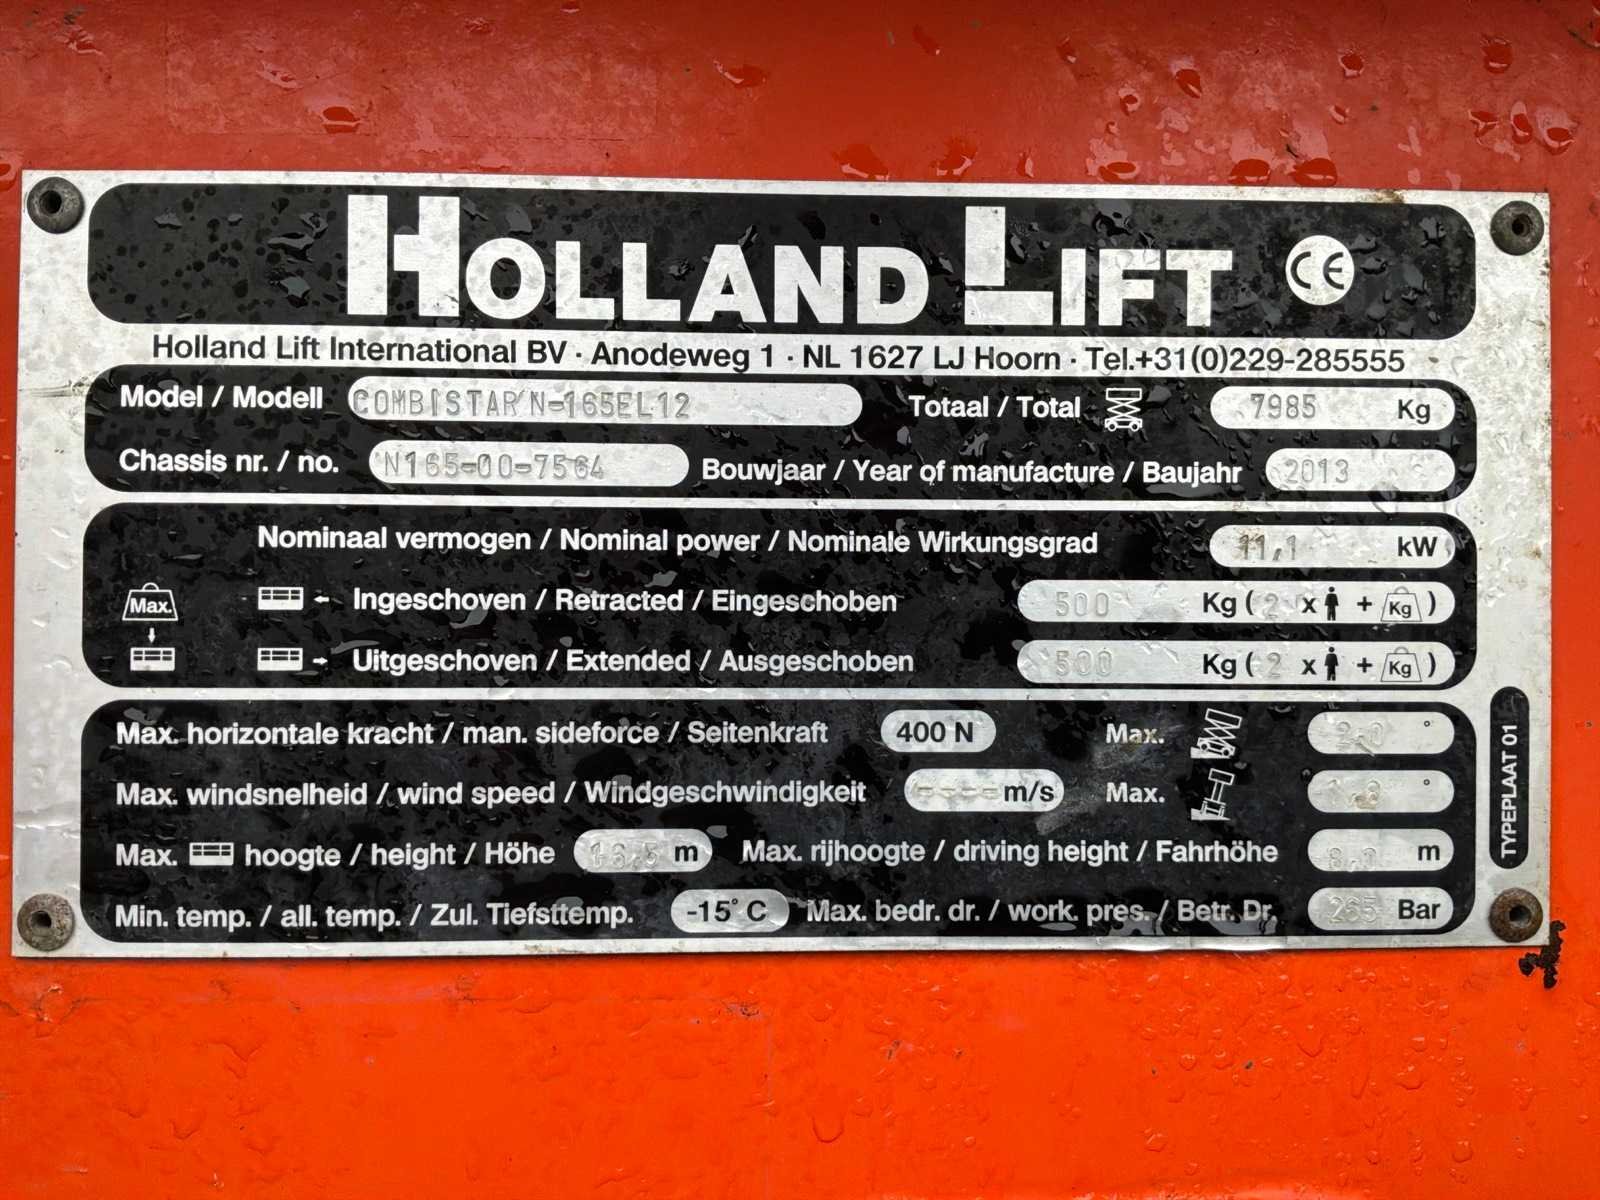 HOLLAND LIFT CE
Holland Lift International BV · Anodeweg 1 · NL 1627 LJ Hoorn · Tel.+31(0)229-285555
Model / Modell COMBISTAR N-165EL12 Totaal / Total 7985 Kg
Chassis nr. / no. N165-00-7564 Bouwjaar / Year of manufacture / Baujahr 2013
Nominaal vermogen / Nominal power / Nominale Wirkungsgrad 11,1 kW
Max. Ingeschoven / Retracted / Eingeschoben 500 Kg ( 2 x + Kg )
Uitgeschoven / Extended / Ausgeschoben 500 Kg ( 2 x + Kg )
Max. horizontale kracht / man. sideforce / Seitenkraft 400 N Max. 2.0 °
Max. windsnelheid / wind speed / Windgeschwindigkeit ---- m/s Max. °
Max. hoogte / height / Höhe 16,5 m Max. rijhoogte / driving height / Fahrhöhe m
Min. temp. / all. temp. / Zul. Tiefsttemp. -15° C Max. bedr. dr. / work. pres. / Betr. Dr. 265 Bar
TYPEPLAAT 01